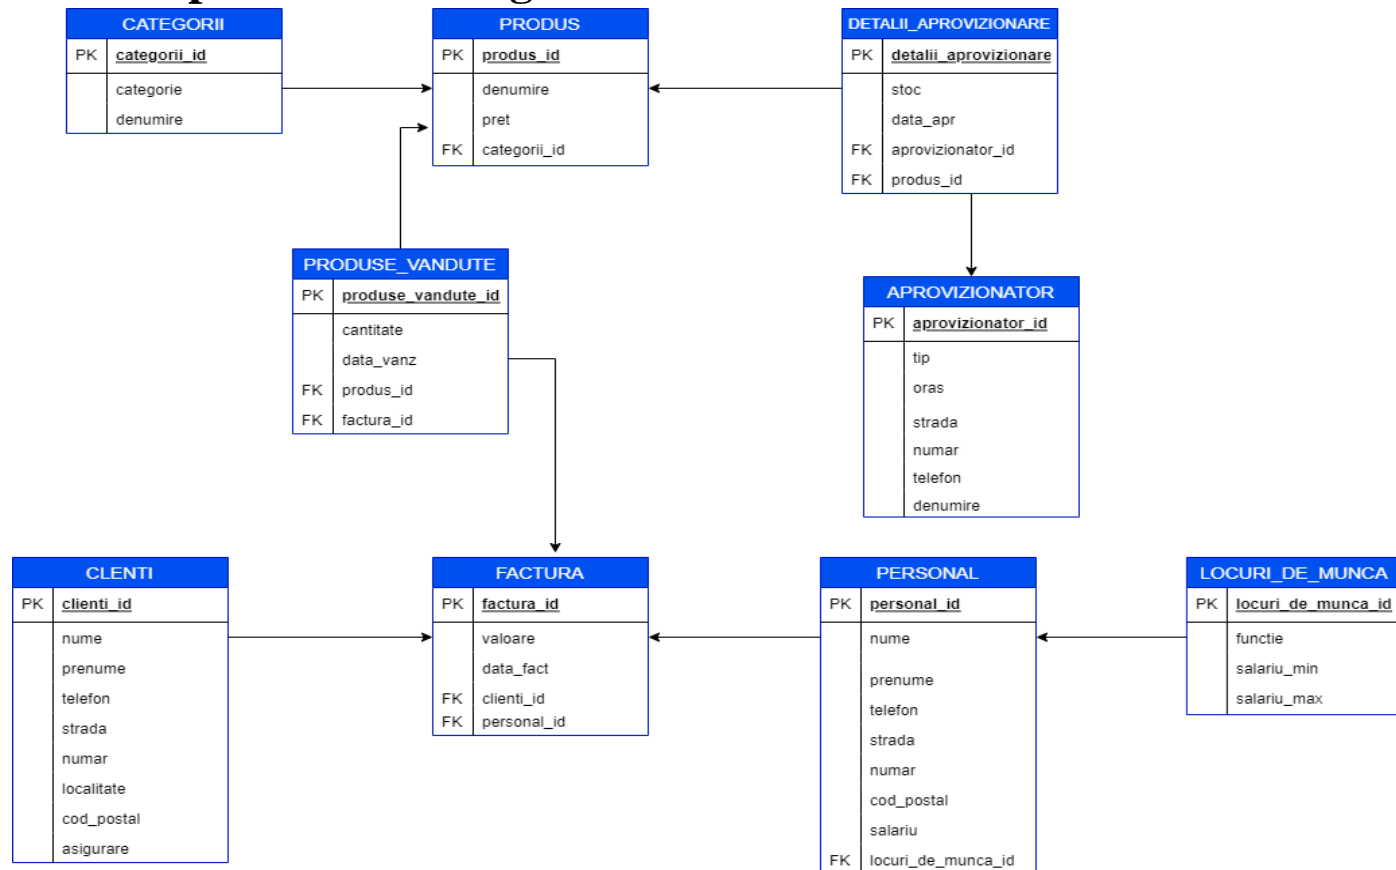 CATEGORII
PK categorii_id
categorie
denumire
PRODUS
PK produs_id
denumire
pret
FK categorii_id
DETALII_APROVIZIONARE
PK detalii_aprovizionare
stoc
data_apr
FK aprovizionator_id
FK produs_id
PRODUSE_VANDUTE
PK produse_vandute_id
cantitate
data_vanz
FK produs_id
FK factura_id
APROVIZIONATOR
PK aprovizionator_id
tip
oras
strada
numar
telefon
denumire
CLENTI
PK clienti_id
nume
prenume
telefon
strada
numar
localitate
cod_postal
asigurare
FACTURA
PK factura_id
valoare
data_fact
FK clienti_id
FK personal_id
PERSONAL
PK personal_id
nume
prenume
telefon
strada
numar
cod_postal
salariu
FK locuri_de_munca_id
LOCURI_DE_MUNCA
PK locuri_de_munca_id
functie
salariu_min
salariu_max